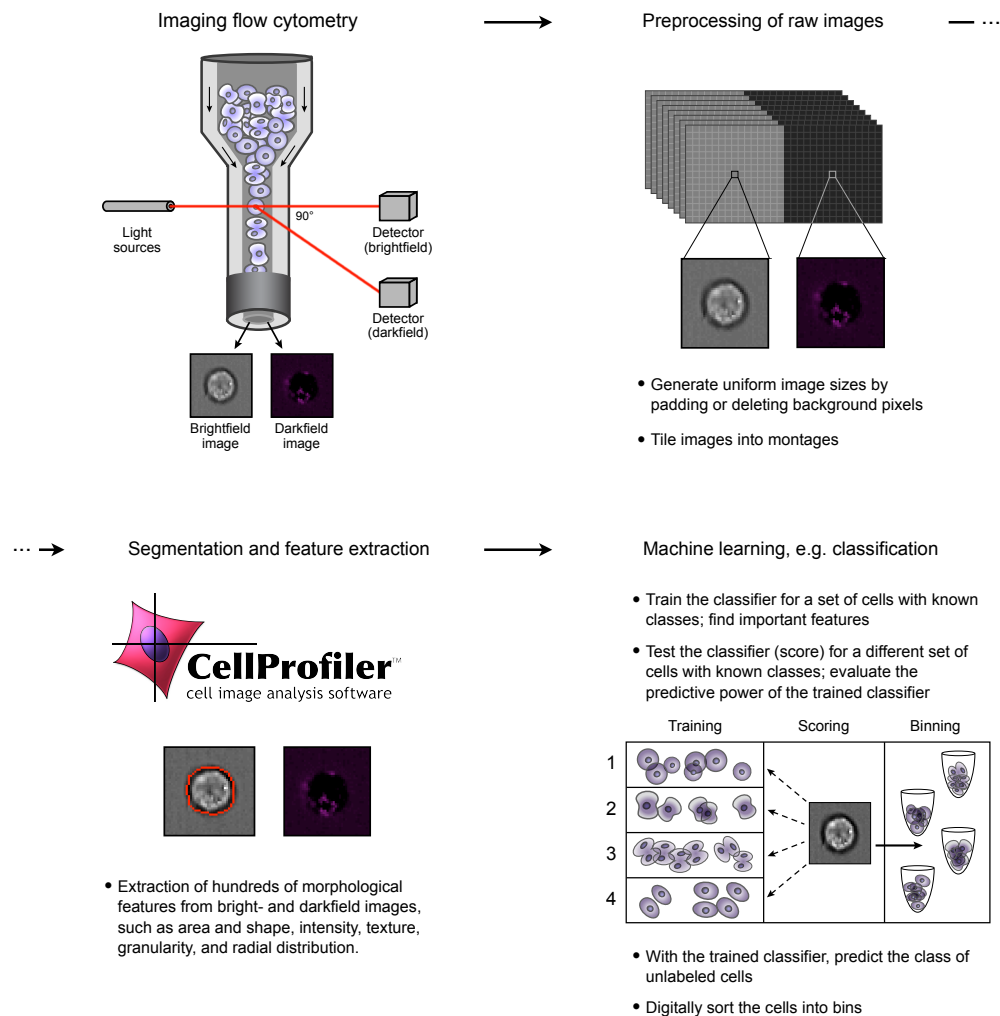 Imaging flow cytometry
Preprocessing of raw images
...
90°
Light
sources
Detector
(brightfield)
Detector
(darkfield)
Brightfield
image
Darkfield
image
• Generate uniform image sizes by
padding or deleting background pixels
• Tile images into montages
...
Segmentation and feature extraction
Machine learning, e.g. classification
CellProfiler™
cell image analysis software
• Extraction of hundreds of morphological
features from bright- and darkfield images,
such as area and shape, intensity, texture,
granularity, and radial distribution.
• Train the classifier for a set of cells with known
classes; find important features
• Test the classifier (score) for a different set of
cells with known classes; evaluate the
predictive power of the trained classifier
Training Scoring Binning
1
2
3
4
• With the trained classifier, predict the class of
unlabeled cells
• Digitally sort the cells into bins